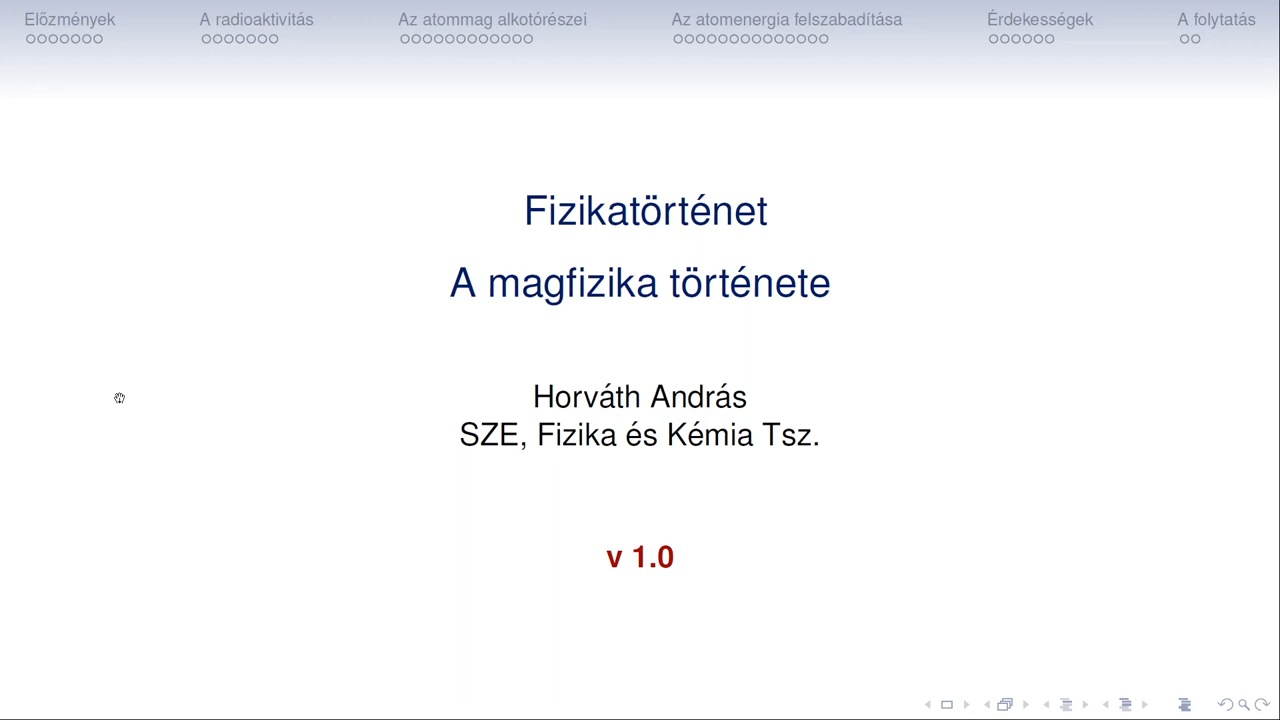 Előzmények
A radioaktivitás
Az atommag alkotórészei
Az atomenergia felszabadítása
Érdekességek
A folytatás
Fizikatörténet
A magfizika története
Horváth András
SZE, Fizika és Kémia Tsz.
v 1.0